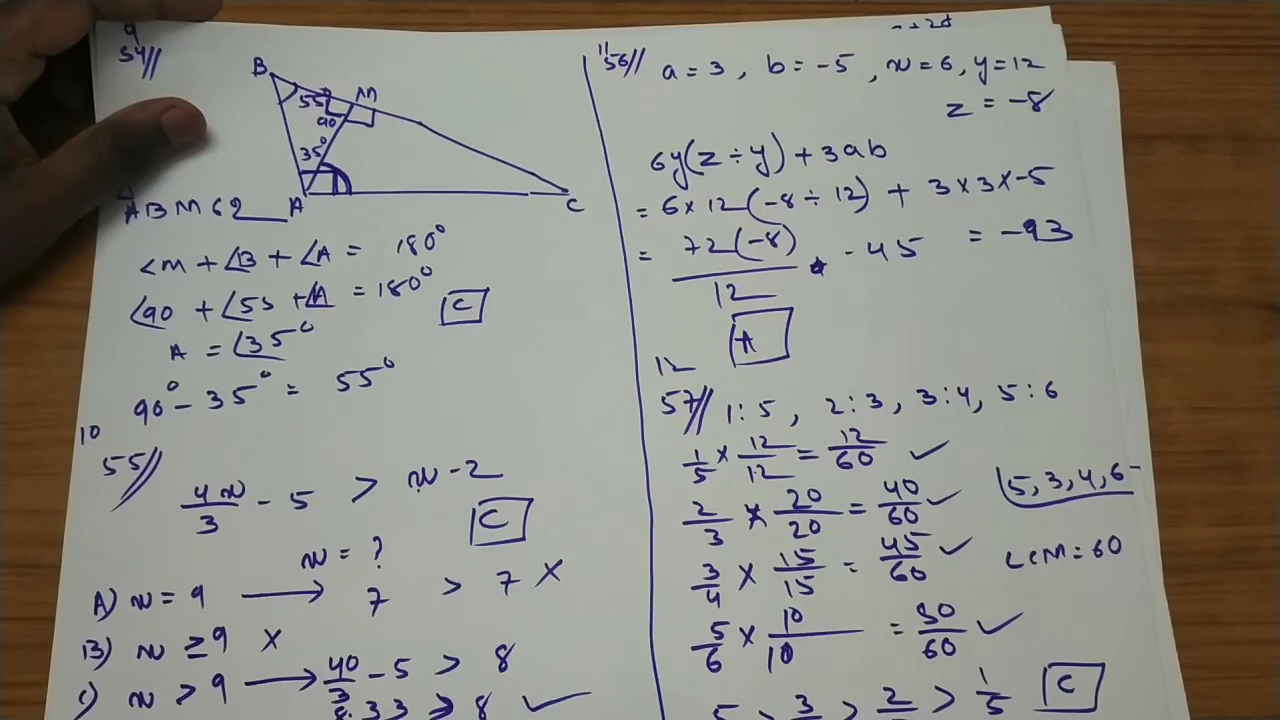 9
54//
B
55°
M
90
35°
A
C
∠M + ∠B + ∠A = 180°
∠90 + ∠55 + ∠A = 180°
C
A = ∠35°
90° - 35° = 55°
10
55//
4x/3 - 5 > x - 2
C
x = ?
A) x = 9 → 7 > 7 ×
B) x ≥ 9 ×
C) x > 9 → 40/3 - 5 > 8
8.33 > 8 ✓
11
56// a = 3, b = -5, x = 6, y = 12
z = -8
6y(z ÷ y) + 3ab
= 6 × 12 (-8 ÷ 12) + 3 × 3 × -5
= 72(-8)/12 - 45 = -93
A
12
57// 1:5, 2:3, 3:4, 5:6
1/5 × 12/12 = 12/60 ✓
5, 3, 4, 6
2/3 × 20/20 = 40/60 ✓
3/4 × 15/15 = 45/60 ✓
LCM = 60
5/6 × 10/10 = 50/60 ✓
> 1/5
C